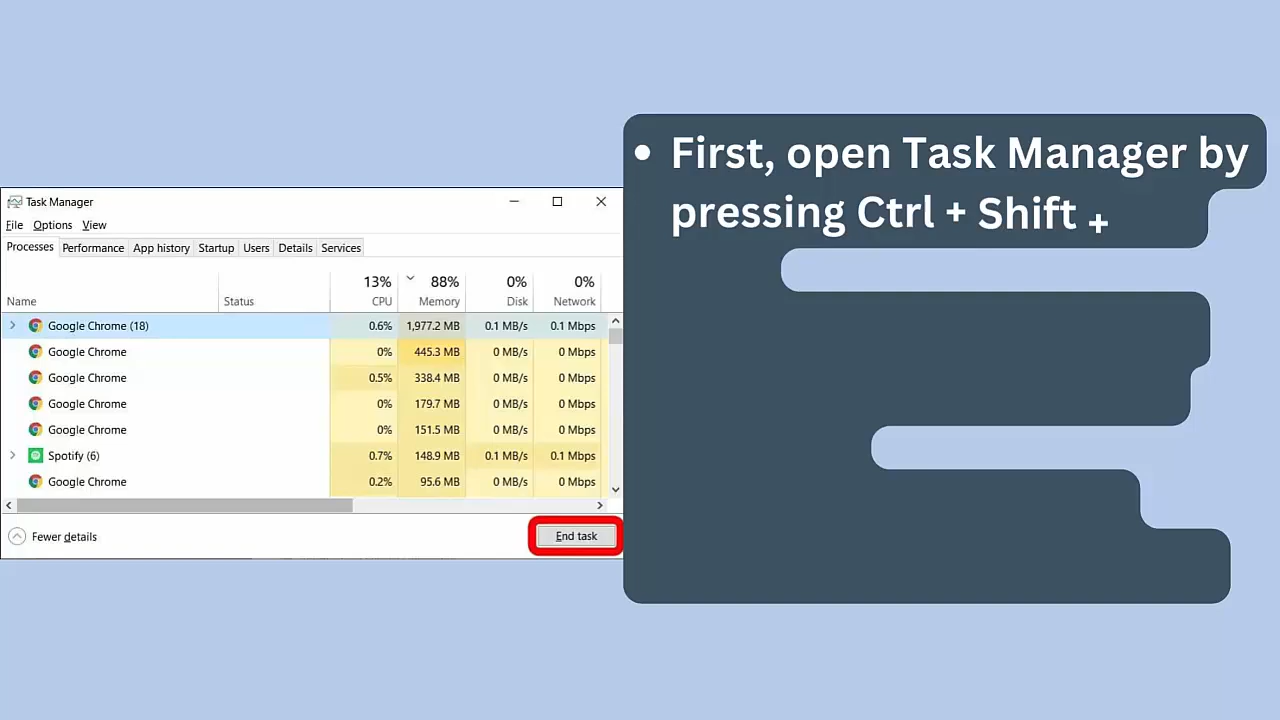 Task Manager
File Options View
Processes Performance App history Startup Users Details Services
13% 88% 0% 0%
Name Status CPU Memory Disk Network
Google Chrome (18) 0.6% 1,977.2 MB 0.1 MB/s 0.1 Mbps
Google Chrome 0% 445.3 MB 0 MB/s 0 Mbps
Google Chrome 0.5% 338.4 MB 0 MB/s 0 Mbps
Google Chrome 0% 179.7 MB 0 MB/s 0 Mbps
Google Chrome 0% 151.5 MB 0 MB/s 0 Mbps
Spotify (6) 0.7% 148.9 MB 0.1 MB/s 0.1 Mbps
Google Chrome 0.2% 95.6 MB 0 MB/s 0 Mbps
Fewer details End task
• First, open Task Manager by
pressing Ctrl + Shift +